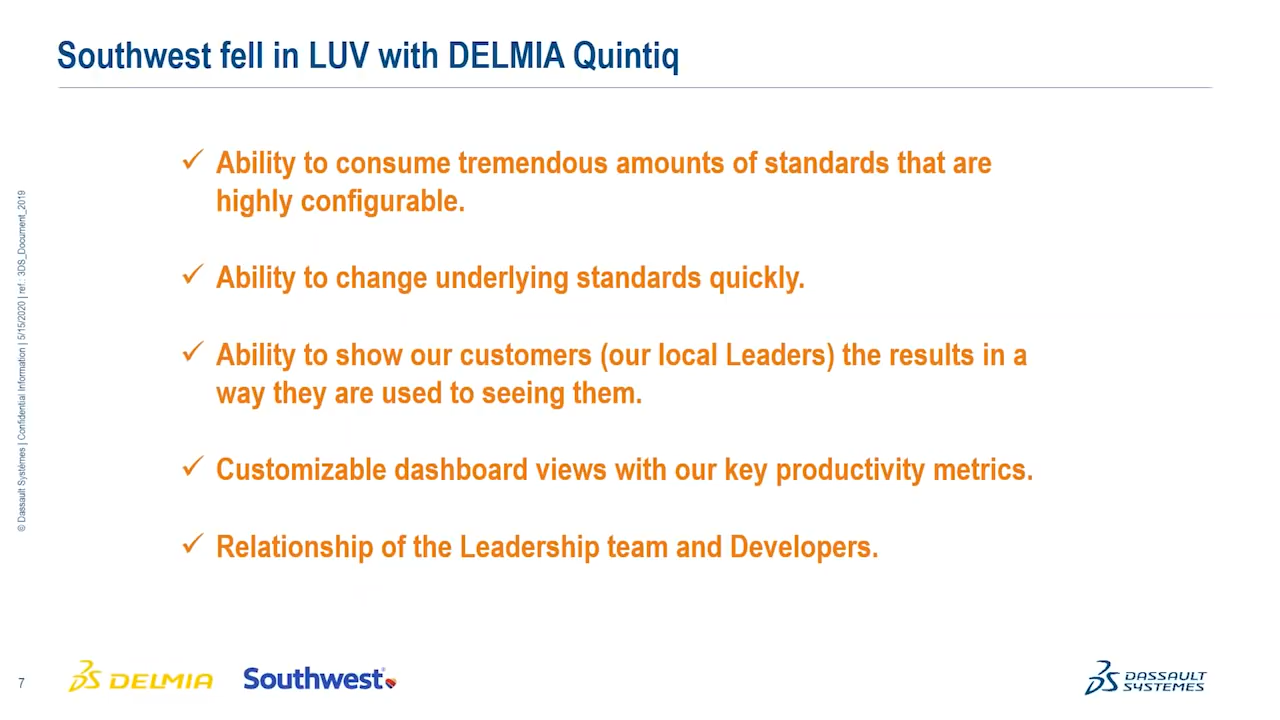 Southwest fell in LUV with DELMIA Quintiq
✓ Ability to consume tremendous amounts of standards that are
highly configurable.
✓ Ability to change underlying standards quickly.
✓ Ability to show our customers (our local Leaders) the results in a
way they are used to seeing them.
✓ Customizable dashboard views with our key productivity metrics.
✓ Relationship of the Leadership team and Developers.
© Dassault Systèmes | Confidential Information | 5/15/2020 | ref.: 3DS_Document_2019
7
DELMIA
Southwest®
DASSAULT
SYSTEMES